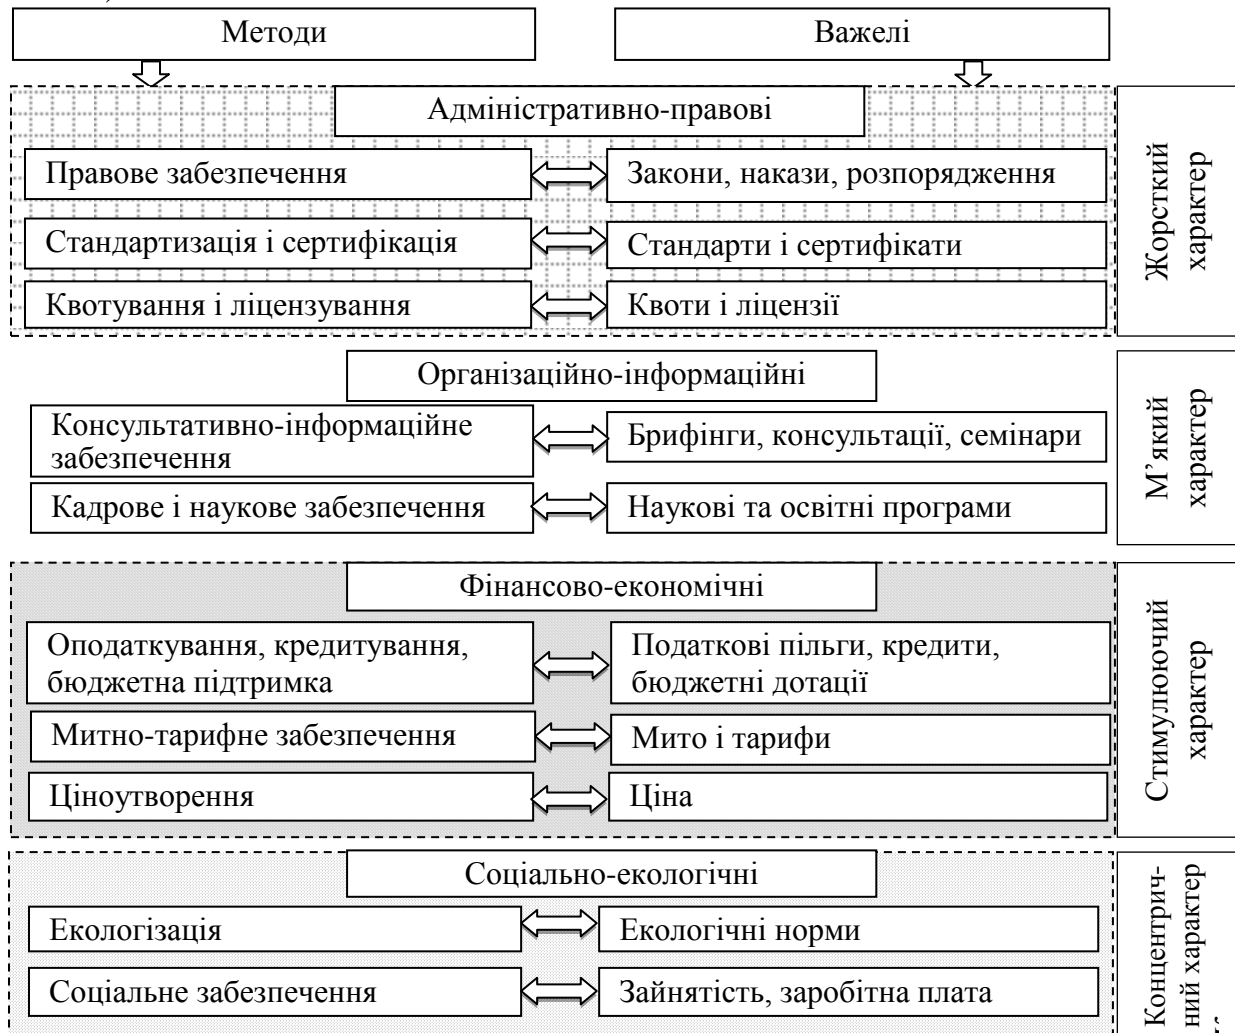 Методи
Важелі
Адміністративно-правові
Правове забезпечення
Закони, накази, розпорядження
Стандартизація і сертифікація
Стандарти і сертифікати
Квотування і ліцензування
Квоти і ліцензії
Жорсткий
характер
Організаційно-інформаційні
Консультативно-інформаційне
забезпечення
Брифінги, консультації, семінари
Кадрове і наукове забезпечення
Наукові та освітні програми
М’який
характер
Фінансово-економічні
Оподаткування, кредитування,
бюджетна підтримка
Податкові пільги, кредити,
бюджетні дотації
Митно-тарифне забезпечення
Мито і тарифи
Ціноутворення
Ціна
Стимулюючий
характер
Соціально-екологічні
Екологізація
Екологічні норми
Соціальне забезпечення
Зайнятість, заробітна плата
Концентрич-
ний характер